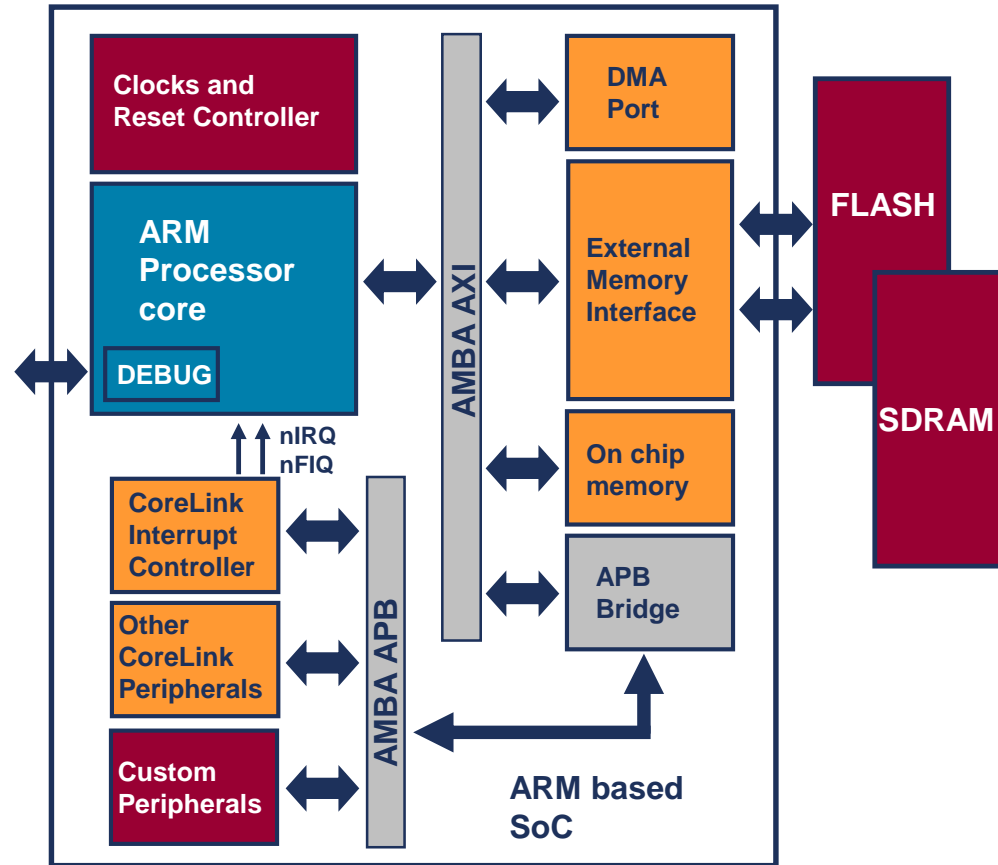 Clocks and
Reset Controller
ARM
Processor
core
DEBUG
nIRQ
nFIQ
CoreLink
Interrupt
Controller
Other
CoreLink
Peripherals
Custom
Peripherals
AMBA APB
AMBA AXI
DMA
Port
External
Memory
Interface
On chip
memory
APB
Bridge
ARM based
SoC
FLASH
SDRAM